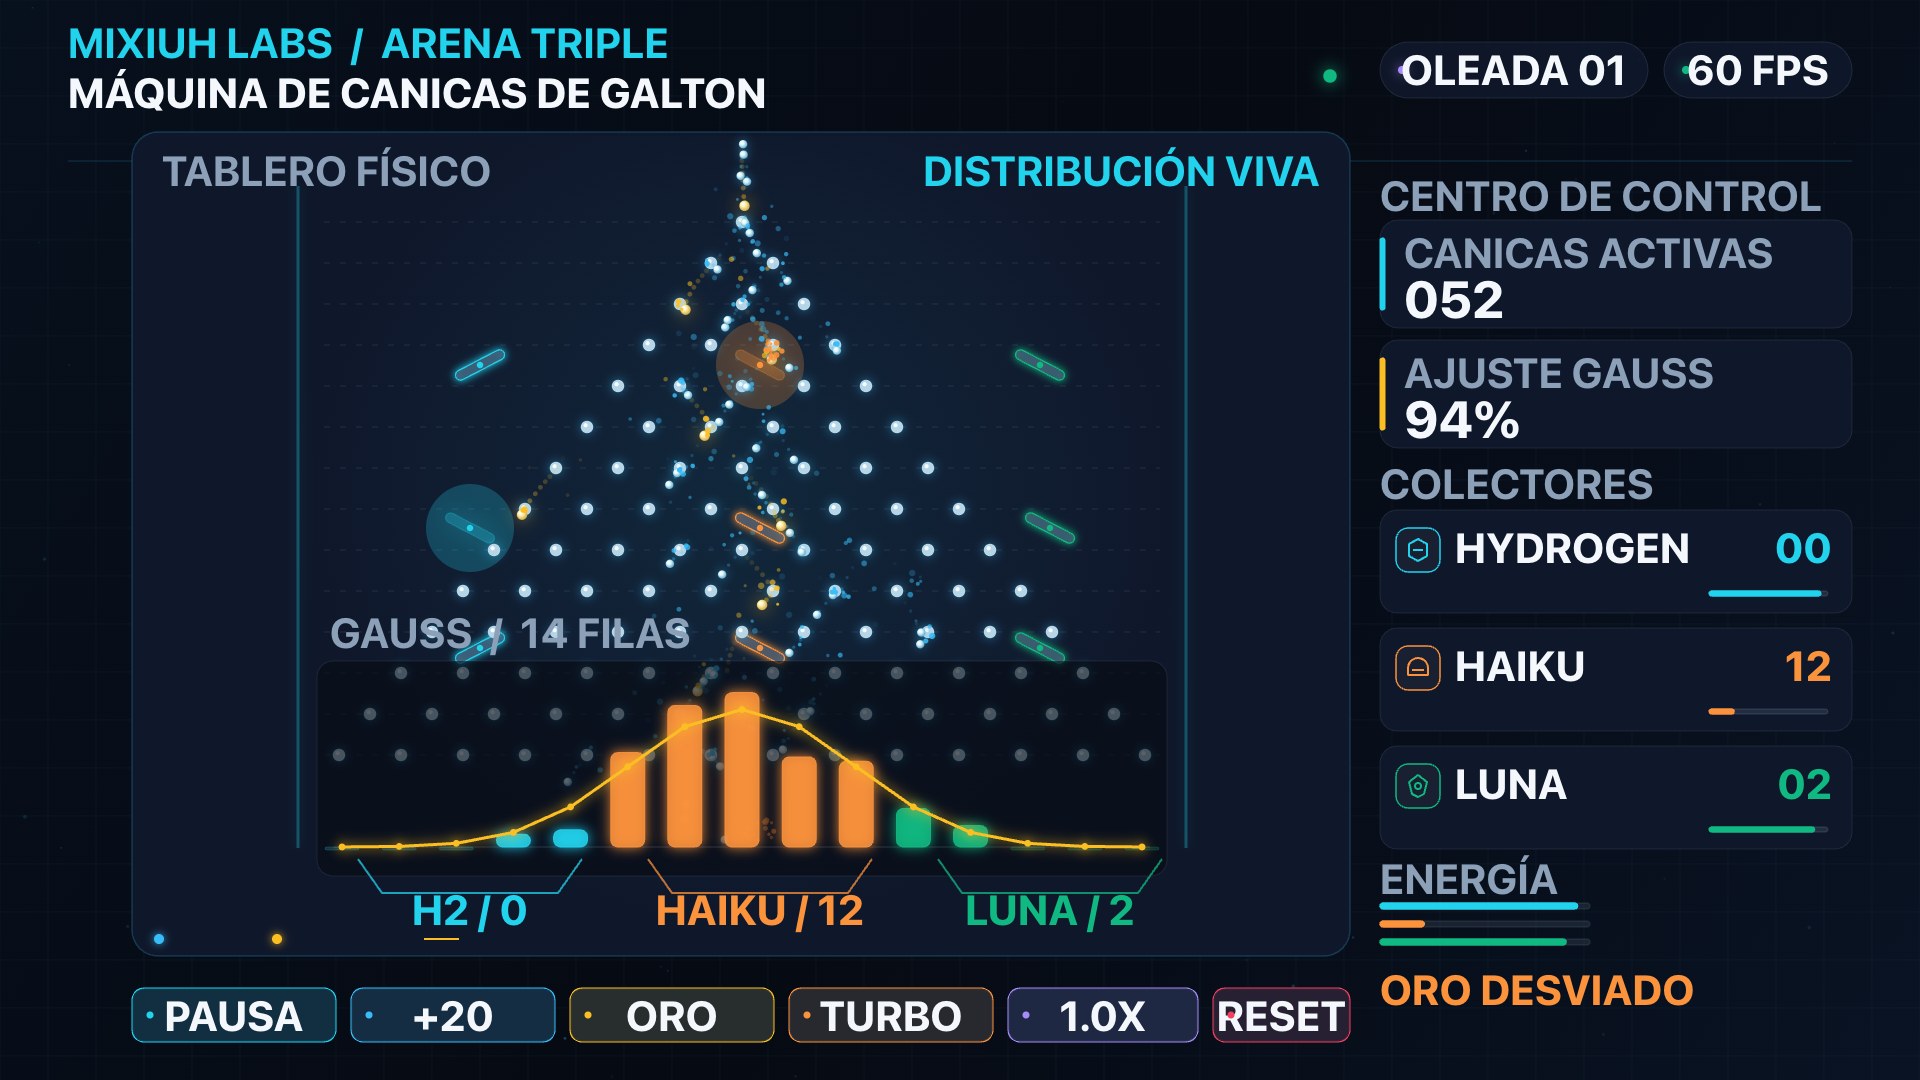 MIXIUH LABS / ARENA TRIPLE
MÁQUINA DE CANICAS DE GALTON
OLEADA 01
60 FPS
TABLERO FÍSICO
DISTRIBUCIÓN VIVA
CENTRO DE CONTROL
CANICAS ACTIVAS
052
AJUSTE GAUSS
94%
COLECTORES
HYDROGEN 00
HAIKU 12
LUNA 02
GAUSS / 14 FILAS
H2 / 0
HAIKU / 12
LUNA / 2
ENERGÍA
ORO DESVIADO
PAUSA
+20
ORO
TURBO
1.0X
RESET